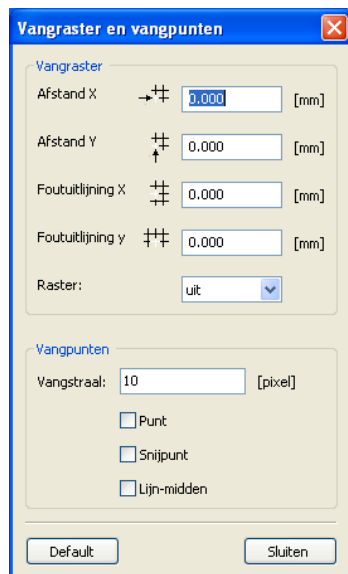 Vangraster en vangpunten
Vangraster
Afstand X 0.000 [mm]
Afstand Y 0.000 [mm]
Foutuitlijning X 0.000 [mm]
Foutuitlijning y 0.000 [mm]
Raster: uit
Vangpunten
Vangstraal: 10 [pixel]
Punt
Snijpunt
Lijn-midden
Default Sluiten